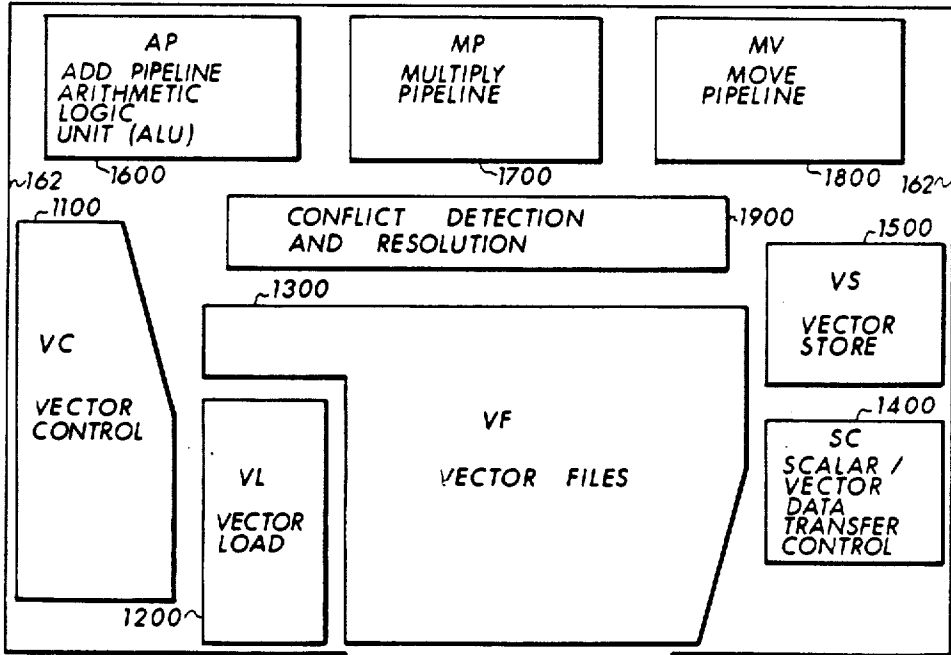 AP
ADD PIPELINE
ARITHMETIC
LOGIC
UNIT (ALU)
1600
MP
MULTIPLY
PIPELINE
1700
MV
MOVE
PIPELINE
1800
162
162
1100
VC
VECTOR
CONTROL
CONFLICT DETECTION
AND RESOLUTION
1900
1300
VF
VECTOR FILES
VL
VECTOR
LOAD
1200
1500
VS
VECTOR
STORE
1400
SC
SCALAR /
VECTOR
DATA
TRANSFER
CONTROL